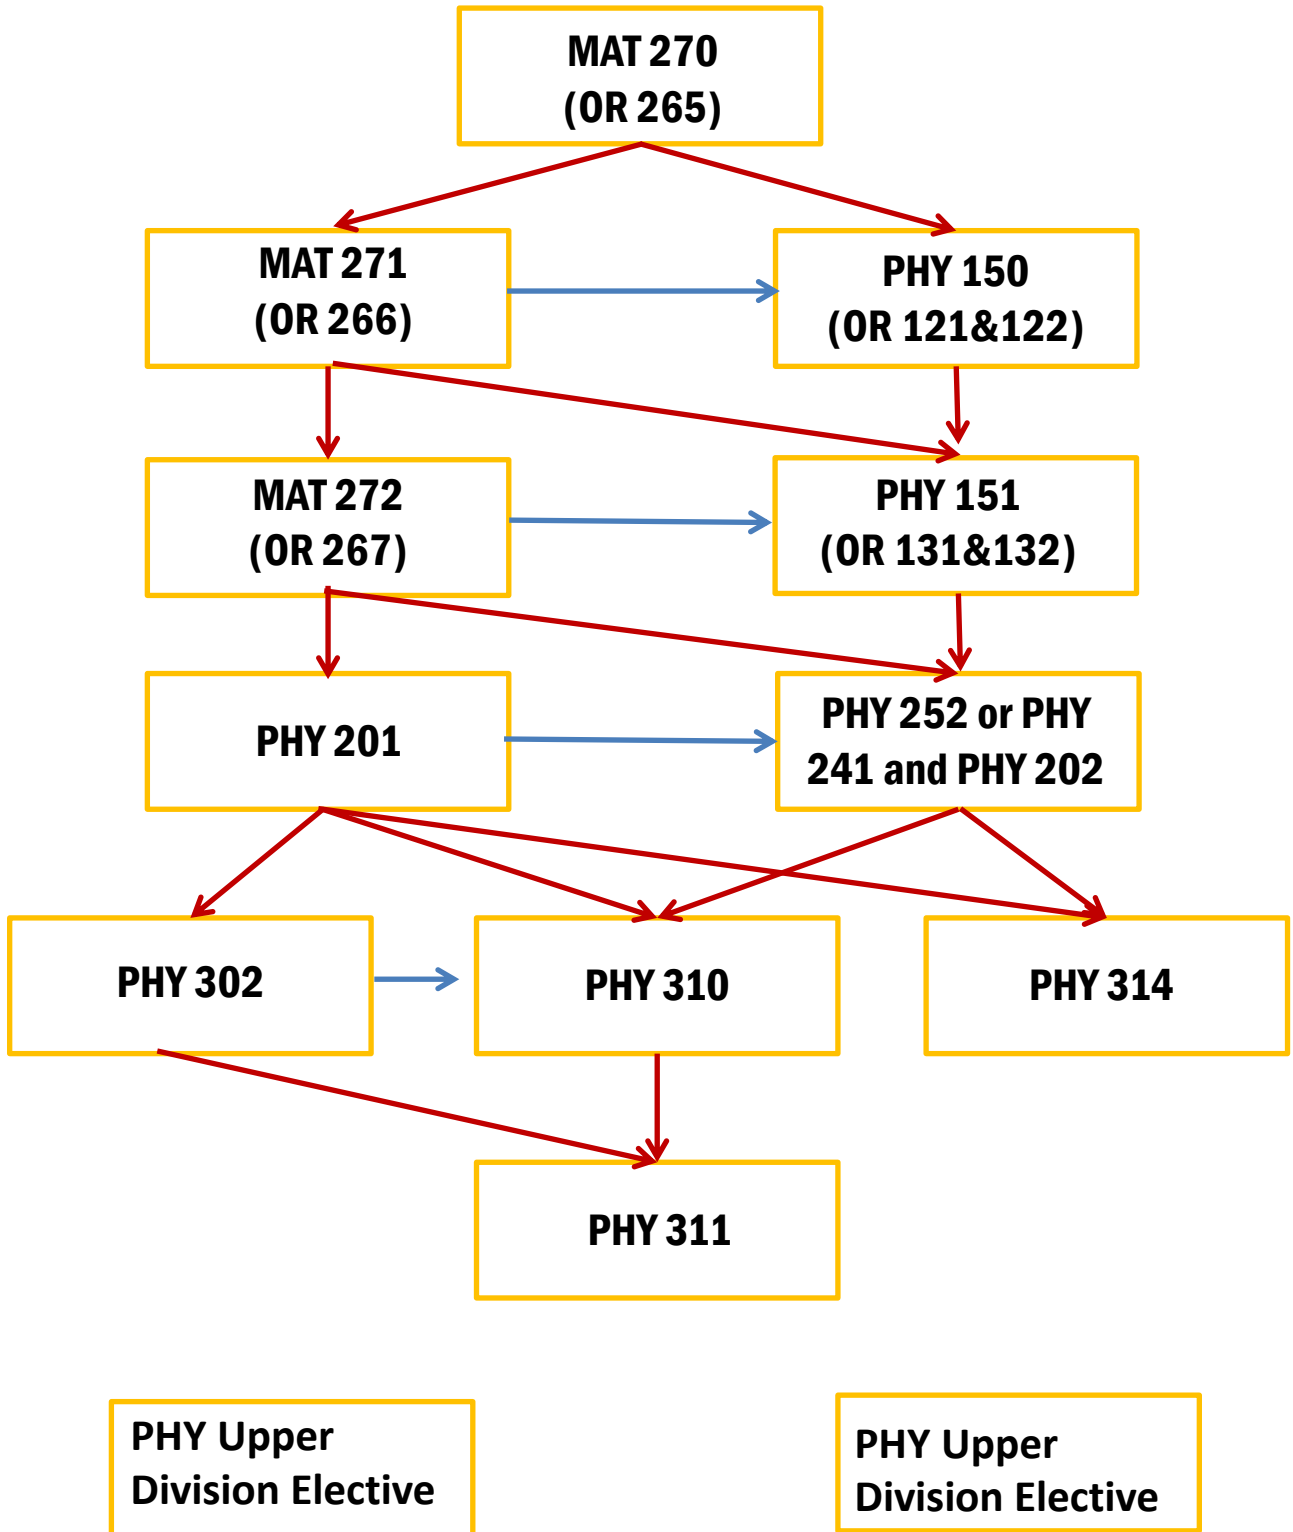 MAT 270
(OR 265)
MAT 271
(OR 266)
PHY 150
(OR 121&122)
MAT 272
(OR 267)
PHY 151
(OR 131&132)
PHY 201
PHY 252 or PHY
241 and PHY 202
PHY 302
PHY 310
PHY 314
PHY 311
PHY Upper
Division Elective
PHY Upper
Division Elective